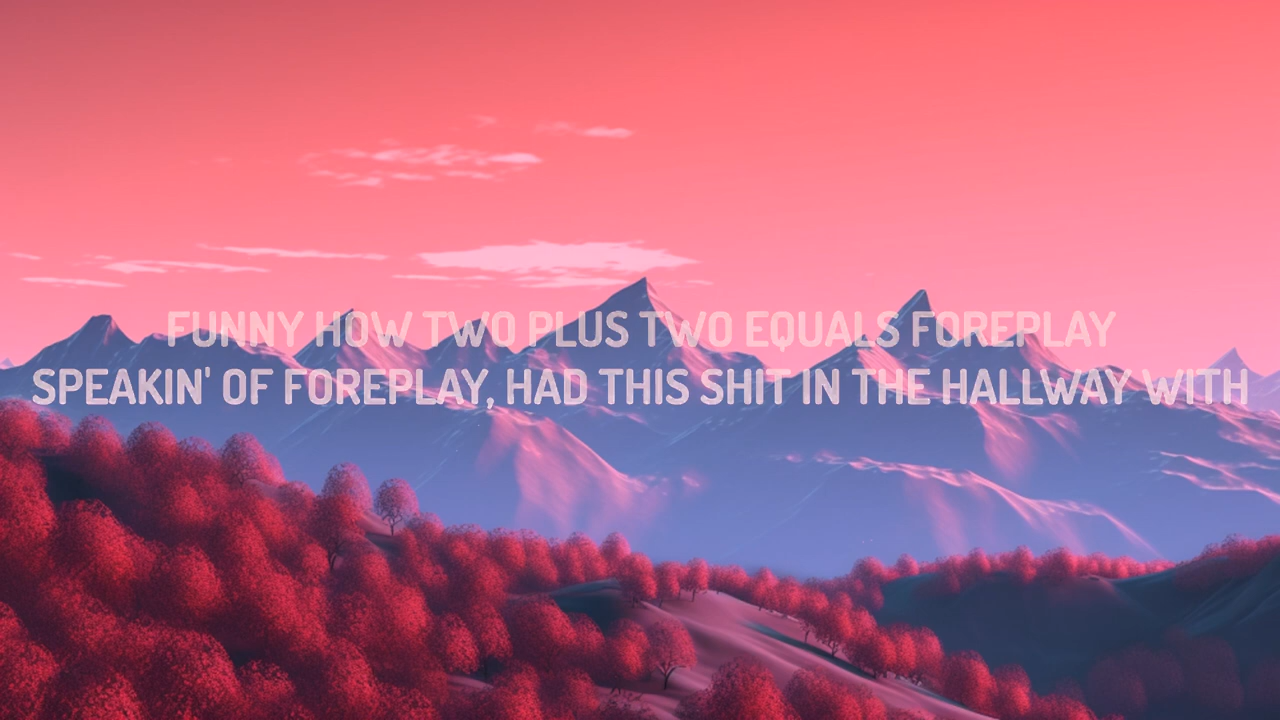 FUNNY HOW TWO PLUS TWO EQUALS FOREPLAY
SPEAKIN' OF FOREPLAY, HAD THIS SHIT IN THE HALLWAY WITH